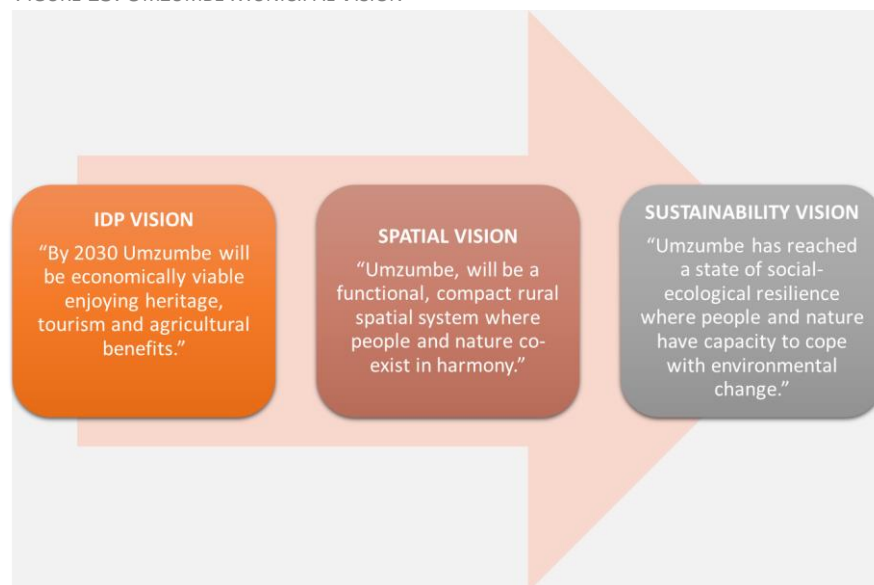 IDP VISION
“By 2030 Umzumbe will
be economically viable
enjoying heritage,
tourism and agricultural
benefits.”
SPATIAL VISION
“Umzumbe, will be a
functional, compact rural
spatial system where
people and nature co-
exist in harmony.”
SUSTAINABILITY VISION
“Umzumbe has reached
a state of social-
ecological resilience
where people and nature
have capacity to cope
with environmental
change.”